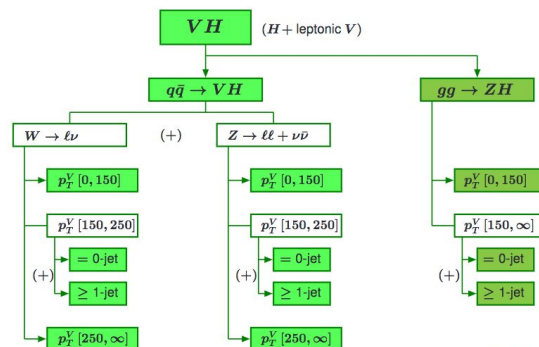 VH (H + leptonic V)
qq̄ → VH
gg → ZH
W → ℓν (+) Z → ℓℓ + νν̄
p_T^V [0, 150] p_T^V [0, 150] p_T^V [0, 150]
p_T^V [150, 250] p_T^V [150, 250] p_T^V [150, ∞]
(+) = 0-jet (+) = 0-jet (+) = 0-jet
≥ 1-jet ≥ 1-jet ≥ 1-jet
p_T^V [250, ∞] p_T^V [250, ∞]